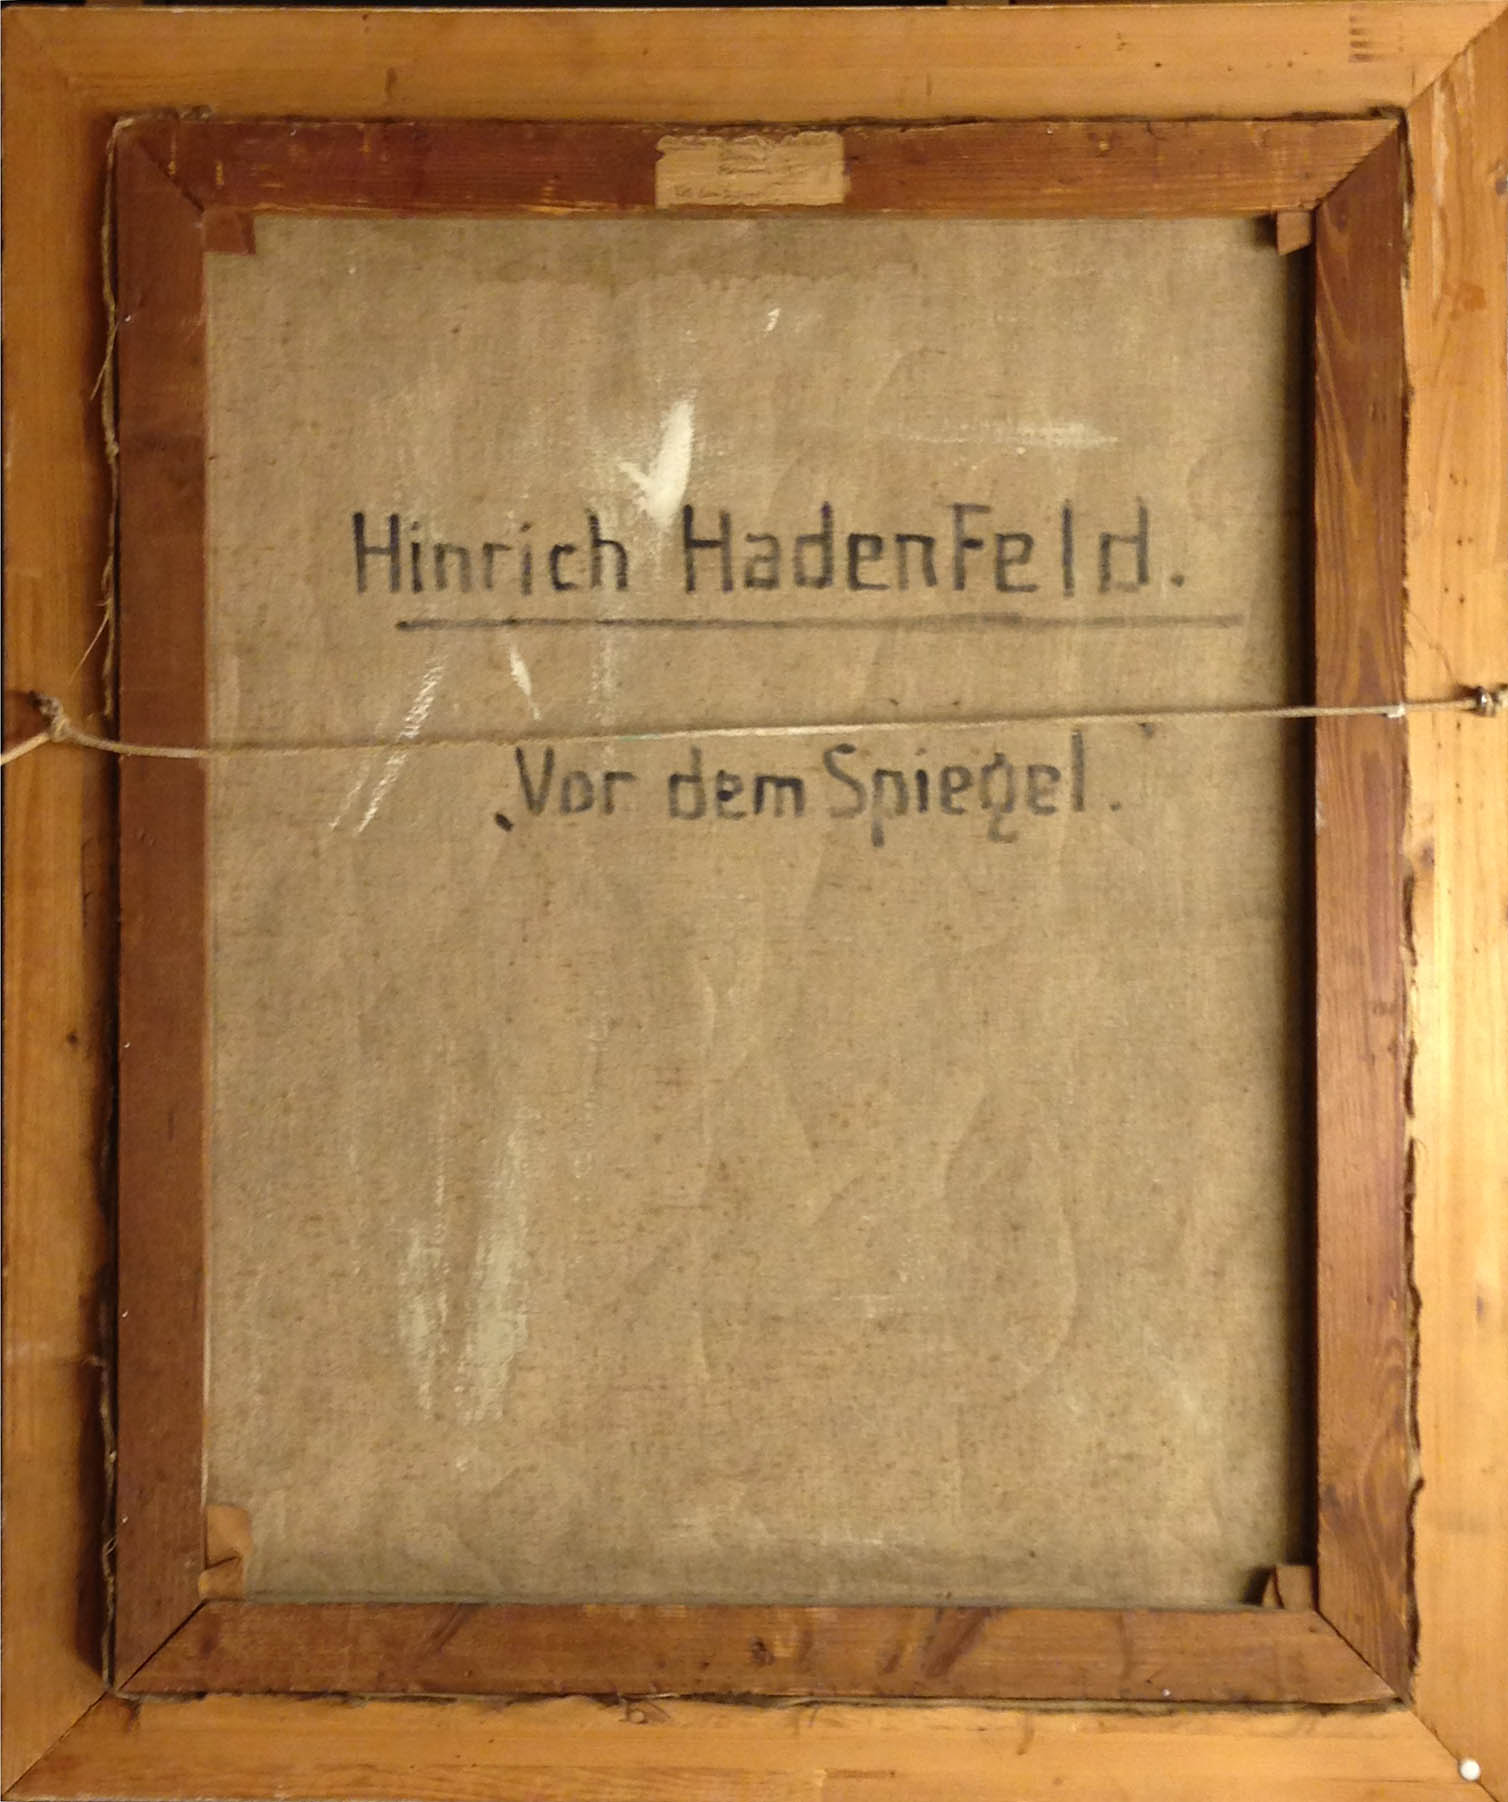 Hinrich Hadenfeld.
„Vor dem Spiegel.“